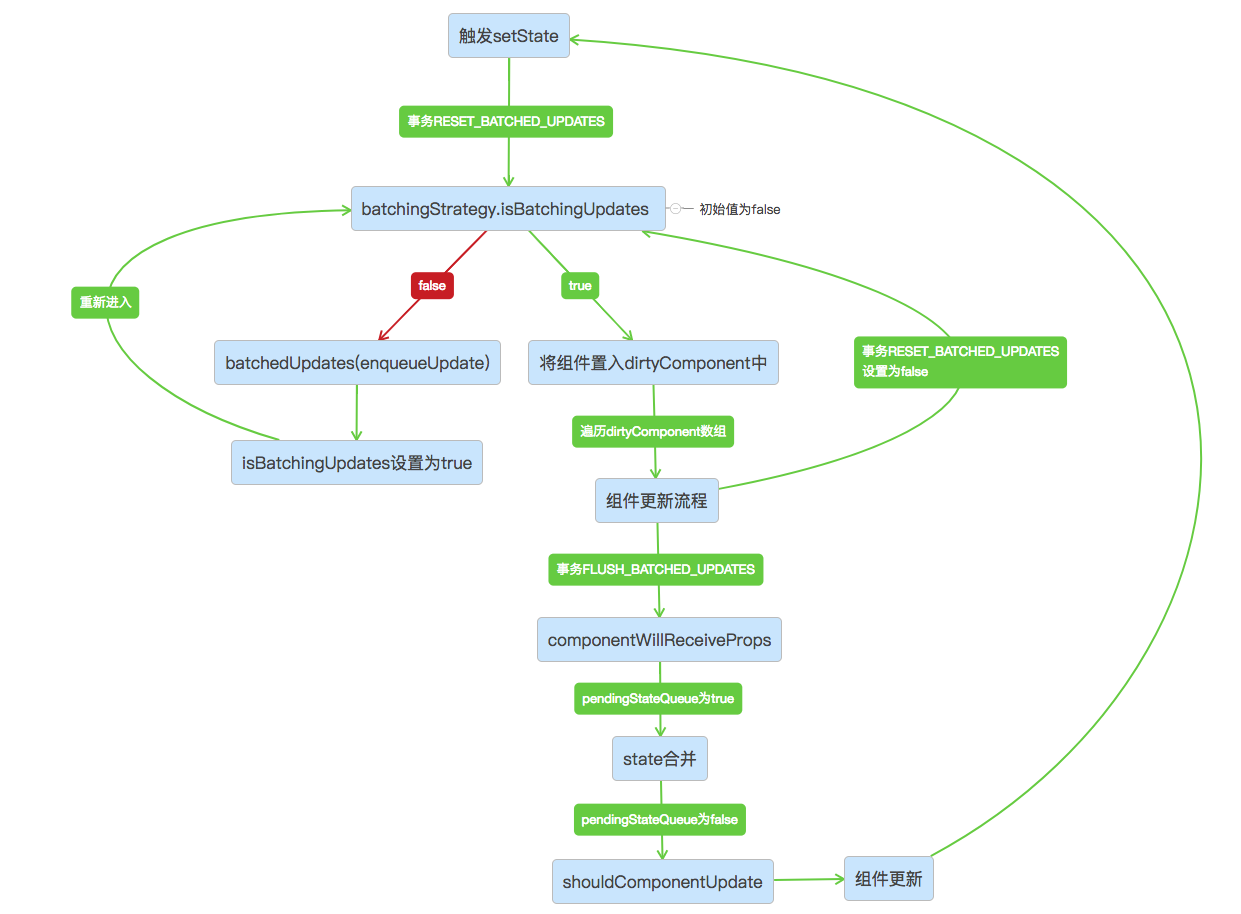 触发setState
事务RESET_BATCHED_UPDATES
batchingStrategy.isBatchingUpdates
初始值为false
false
true
重新进入
batchedUpdates(enqueueUpdate)
将组件置入dirtyComponent中
事务RESET_BATCHED_UPDATES
设置为false
遍历dirtyComponent数组
isBatchingUpdates设置为true
组件更新流程
事务FLUSH_BATCHED_UPDATES
componentWillReceiveProps
pendingStateQueue为true
state合并
pendingStateQueue为false
shouldComponentUpdate
组件更新